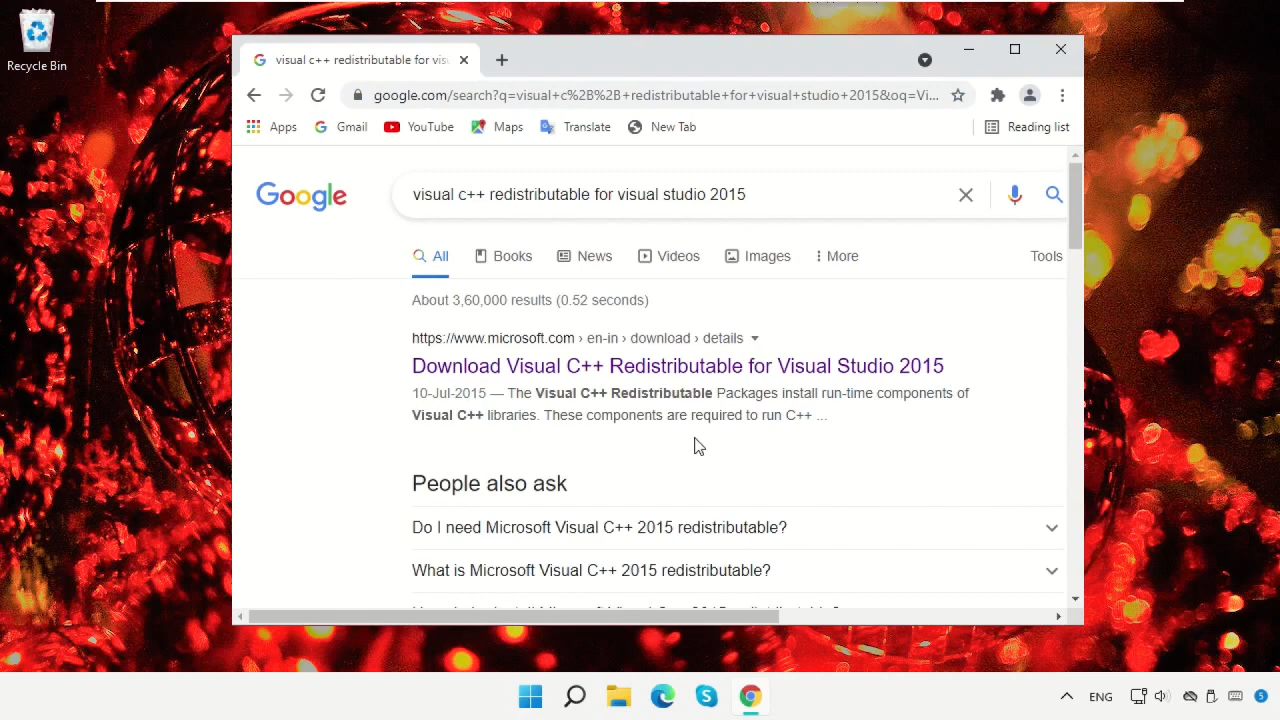 Recycle Bin
visual c++ redistributable for vis
google.com/search?q=visual+c%2B%2B+redistributable+for+visual+studio+2015&oq=Vi...
Apps Gmail YouTube Maps Translate New Tab Reading list
Google visual c++ redistributable for visual studio 2015
All Books News Videos Images More Tools
About 3,60,000 results (0.52 seconds)
https://www.microsoft.com › en-in › download › details
Download Visual C++ Redistributable for Visual Studio 2015
10-Jul-2015 — The Visual C++ Redistributable Packages install run-time components of
Visual C++ libraries. These components are required to run C++ ...
People also ask
Do I need Microsoft Visual C++ 2015 redistributable?
What is Microsoft Visual C++ 2015 redistributable?
ENG 5